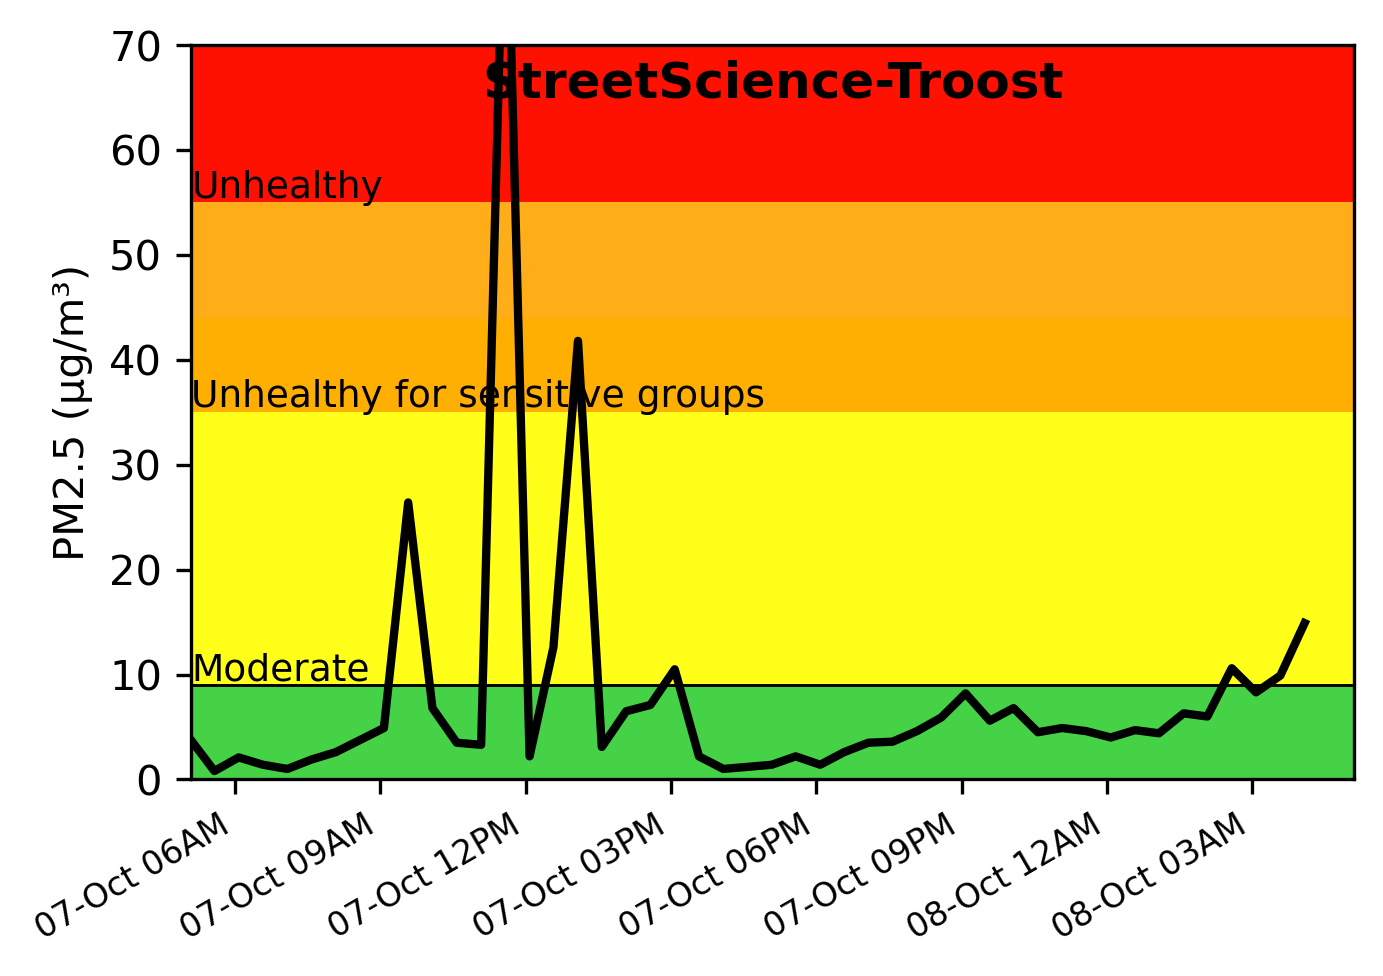 StreetScience-Troost
70
60
50
40
30
20
10
0
PM2.5 (µg/m³)
Unhealthy
Unhealthy for sensitive groups
Moderate
07-Oct 06AM
07-Oct 09AM
07-Oct 12PM
07-Oct 03PM
07-Oct 06PM
07-Oct 09PM
08-Oct 12AM
08-Oct 03AM